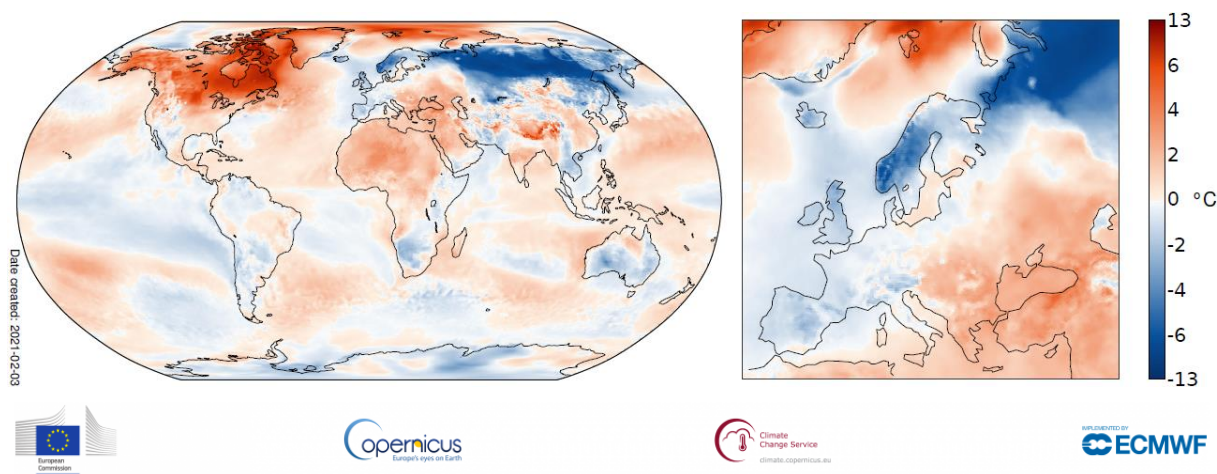 Date created: 2021-02-03
13
6
4
2
0 °C
-2
-4
-6
-13
European
Commission
opernicus
Europe's eyes on Earth
Climate
Change Service
climate.copernicus.eu
IMPLEMENTED BY
ECMWF